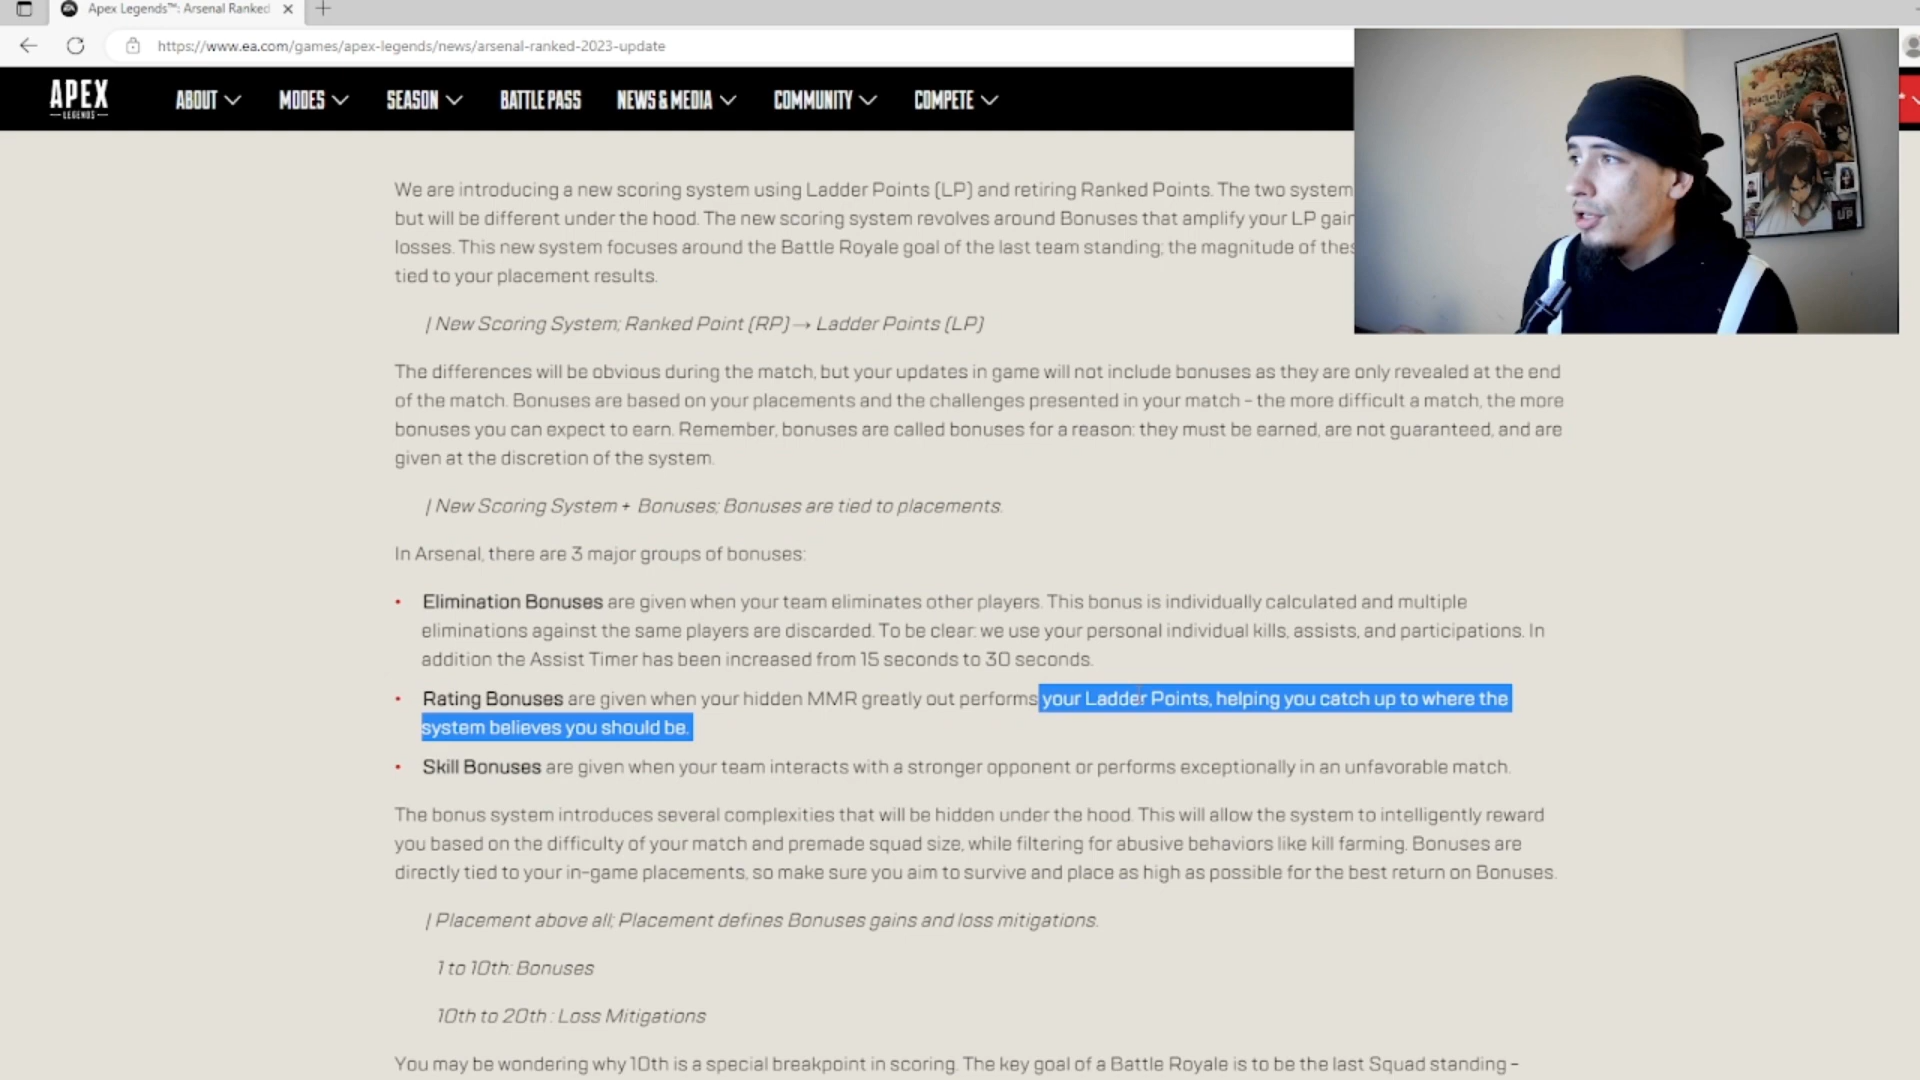 Apex Legends™: Arsenal Ranked
https://www.ea.com/games/apex-legends/news/arsenal-ranked-2023-update
APEX
LEGENDS
ABOUT MODES SEASON BATTLE PASS NEWS & MEDIA COMMUNITY COMPETE
We are introducing a new scoring system using Ladder Points (LP) and retiring Ranked Points. The two system
but will be different under the hood. The new scoring system revolves around Bonuses that amplify your LP gain
losses. This new system focuses around the Battle Royale goal of the last team standing; the magnitude of thes
tied to your placement results.
| New Scoring System; Ranked Point (RP) → Ladder Points (LP)
The differences will be obvious during the match, but your updates in game will not include bonuses as they are only revealed at the end
of the match. Bonuses are based on your placements and the challenges presented in your match – the more difficult a match, the more
bonuses you can expect to earn. Remember, bonuses are called bonuses for a reason: they must be earned, are not guaranteed, and are
given at the discretion of the system.
| New Scoring System + Bonuses; Bonuses are tied to placements.
In Arsenal, there are 3 major groups of bonuses:
• Elimination Bonuses are given when your team eliminates other players. This bonus is individually calculated and multiple
eliminations against the same players are discarded. To be clear: we use your personal individual kills, assists, and participations. In
addition the Assist Timer has been increased from 15 seconds to 30 seconds.
• Rating Bonuses are given when your hidden MMR greatly out performs your Ladder Points, helping you catch up to where the
system believes you should be.
• Skill Bonuses are given when your team interacts with a stronger opponent or performs exceptionally in an unfavorable match.
The bonus system introduces several complexities that will be hidden under the hood. This will allow the system to intelligently reward
you based on the difficulty of your match and premade squad size, while filtering for abusive behaviors like kill farming. Bonuses are
directly tied to your in-game placements, so make sure you aim to survive and place as high as possible for the best return on Bonuses.
| Placement above all; Placement defines Bonuses gains and loss mitigations.
1 to 10th: Bonuses
10th to 20th : Loss Mitigations
You may be wondering why 10th is a special breakpoint in scoring. The key goal of a Battle Royale is to be the last Squad standing –